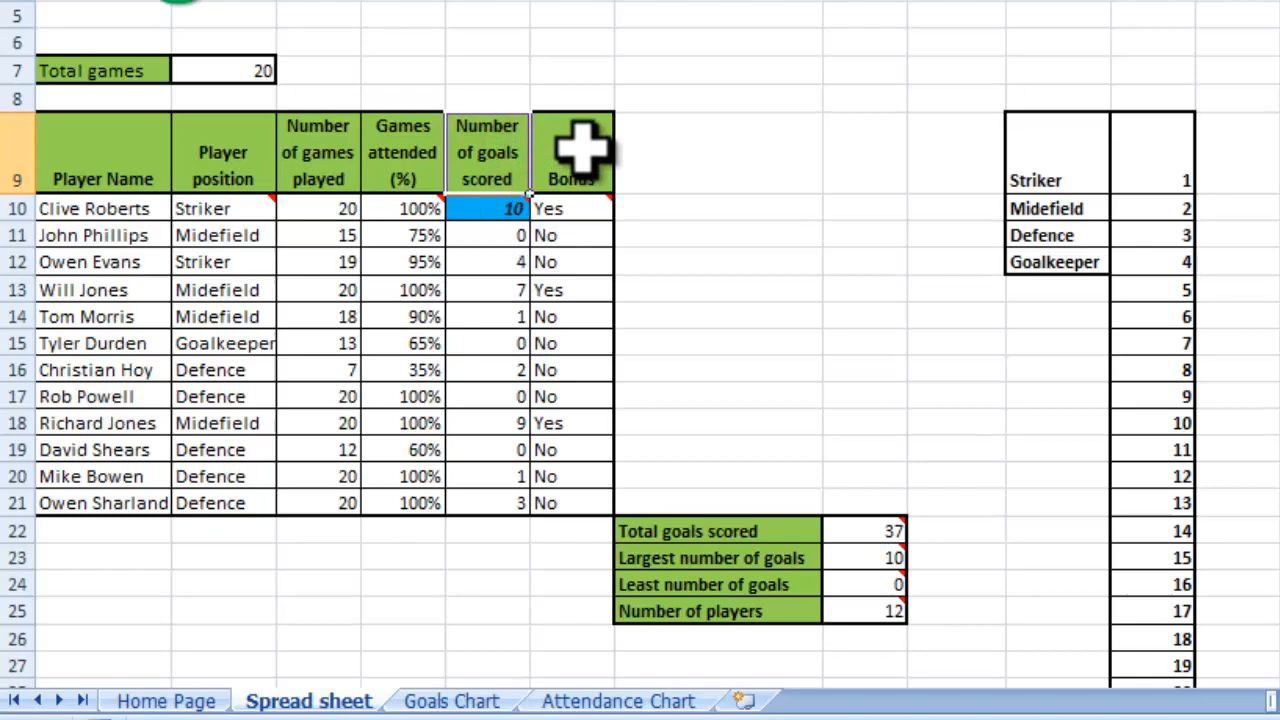 5
6
7 Total games 20
8
Number Games Number
Player of games attended of goals
9 Player Name position played (%) scored Bonus Striker 1
10 Clive Roberts Striker 20 100% 10 Yes Midefield 2
11 John Phillips Midefield 15 75% 0 No Defence 3
12 Owen Evans Striker 19 95% 4 No Goalkeeper 4
13 Will Jones Midefield 20 100% 7 Yes 5
14 Tom Morris Midefield 18 90% 1 No 6
15 Tyler Durden Goalkeeper 13 65% 0 No 7
16 Christian Hoy Defence 7 35% 2 No 8
17 Rob Powell Defence 20 100% 0 No 9
18 Richard Jones Midefield 20 100% 9 Yes 10
19 David Shears Defence 12 60% 0 No 11
20 Mike Bowen Defence 20 100% 1 No 12
21 Owen Sharland Defence 20 100% 3 No 13
22 Total goals scored 37 14
23 Largest number of goals 10 15
24 Least number of goals 0 16
25 Number of players 12 17
26 18
27 19
Home Page Spread sheet Goals Chart Attendance Chart